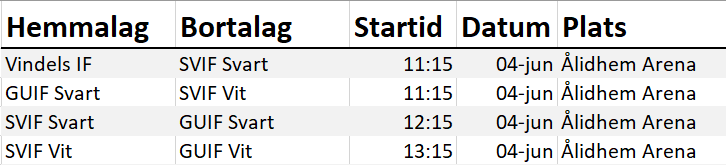 Hemmalag Bortalag Startid Datum Plats
Vindels IF SVIF Svart 11:15 04-jun Ålidhem Arena
GUIF Svart SVIF Vit 11:15 04-jun Ålidhem Arena
SVIF Svart GUIF Svart 12:15 04-jun Ålidhem Arena
SVIF Vit GUIF Vit 13:15 04-jun Ålidhem Arena